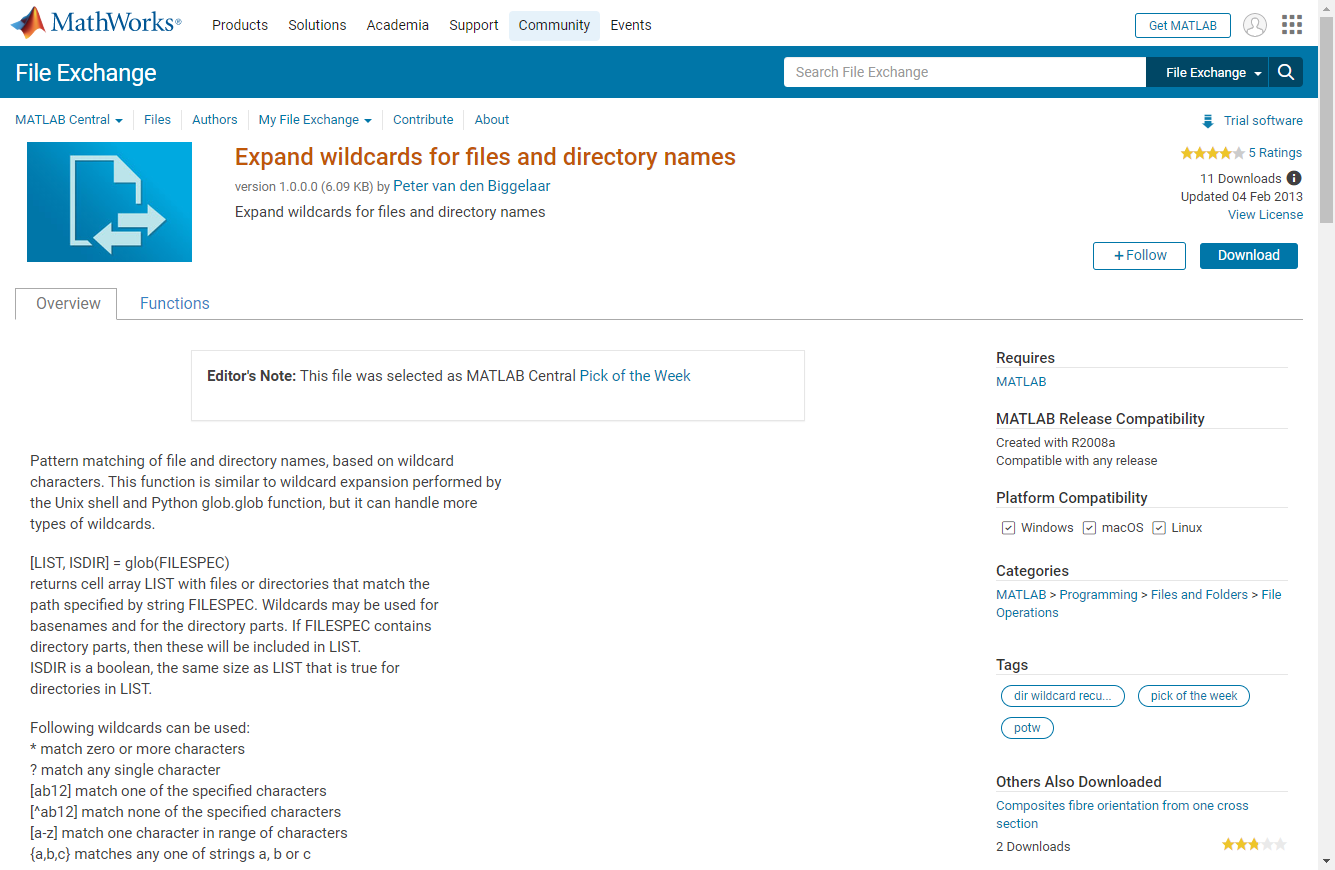 MathWorks®
Products Solutions Academia Support Community Events
Get MATLAB
File Exchange
Search File Exchange
File Exchange
MATLAB Central Files Authors My File Exchange Contribute About
Trial software
Expand wildcards for files and directory names
version 1.0.0.0 (6.09 KB) by Peter van den Biggelaar
Expand wildcards for files and directory names
5 Ratings
11 Downloads
Updated 04 Feb 2013
View License
+Follow
Download
Overview Functions
Editor's Note: This file was selected as MATLAB Central Pick of the Week
Pattern matching of file and directory names, based on wildcard
characters. This function is similar to wildcard expansion performed by
the Unix shell and Python glob.glob function, but it can handle more
types of wildcards.
[LIST, ISDIR] = glob(FILESPEC)
returns cell array LIST with files or directories that match the
path specified by string FILESPEC. Wildcards may be used for
basenames and for the directory parts. If FILESPEC contains
directory parts, then these will be included in LIST.
ISDIR is a boolean, the same size as LIST that is true for
directories in LIST.
Following wildcards can be used:
* match zero or more characters
? match any single character
[ab12] match one of the specified characters
[^ab12] match none of the specified characters
[a-z] match one character in range of characters
{a,b,c} matches any one of strings a, b or c
Requires
MATLAB
MATLAB Release Compatibility
Created with R2008a
Compatible with any release
Platform Compatibility
Windows macOS Linux
Categories
MATLAB > Programming > Files and Folders > File
Operations
Tags
dir wildcard recu...
pick of the week
potw
Others Also Downloaded
Composites fibre orientation from one cross
section
2 Downloads